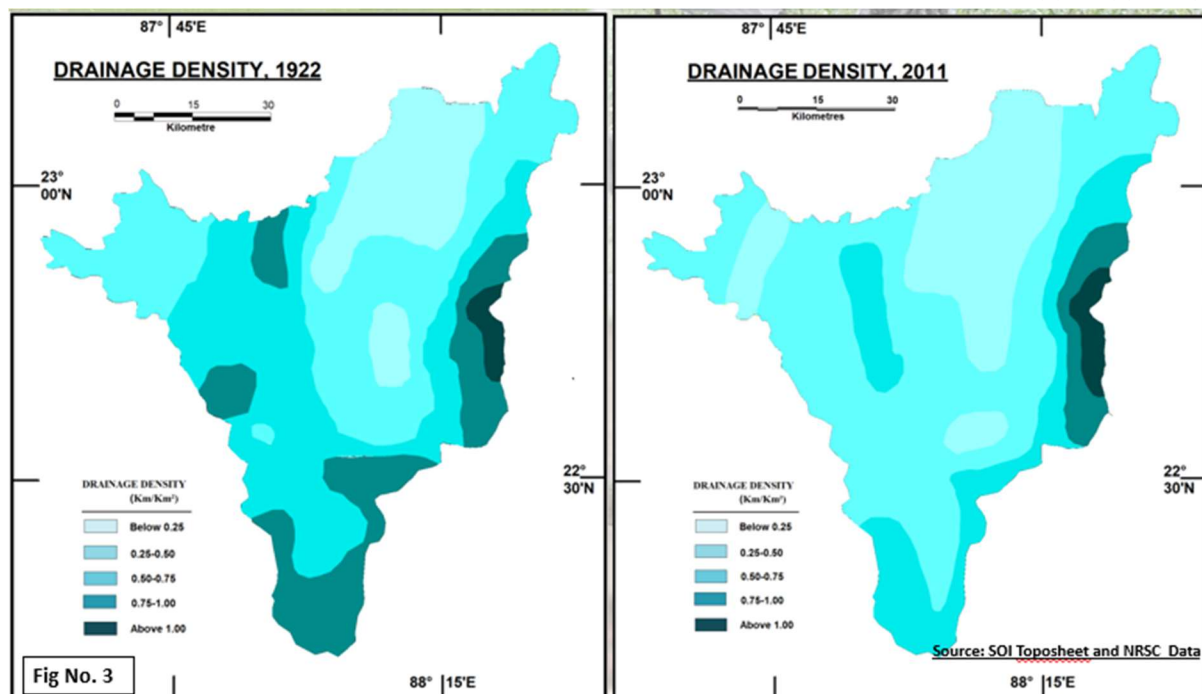 87° 45'E
DRAINAGE DENSITY, 1922
0 15 30
Kilometre
23°
00'N
DRAINAGE DENSITY
(Km/Km²)
Below 0.25
0.25-0.50
0.50-0.75
0.75-1.00
Above 1.00
Fig No. 3
88° 15'E
87° 45'E
DRAINAGE DENSITY, 2011
0 15 30
Kilometres
23°
00'N
22°
30'N
DRAINAGE DENSITY
(Km/Km²)
Below 0.25
0.25-0.50
0.50-0.75
0.75-1.00
Above 1.00
Source: SOI Toposheet and NRSC Data
88° 15'E
22°
30'N